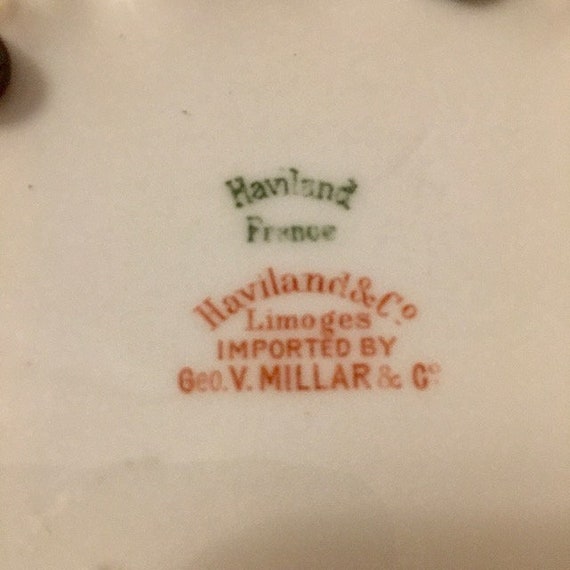 Haviland
France
Haviland & Co
Limoges
IMPORTED BY
Geo. V. MILLAR & Co